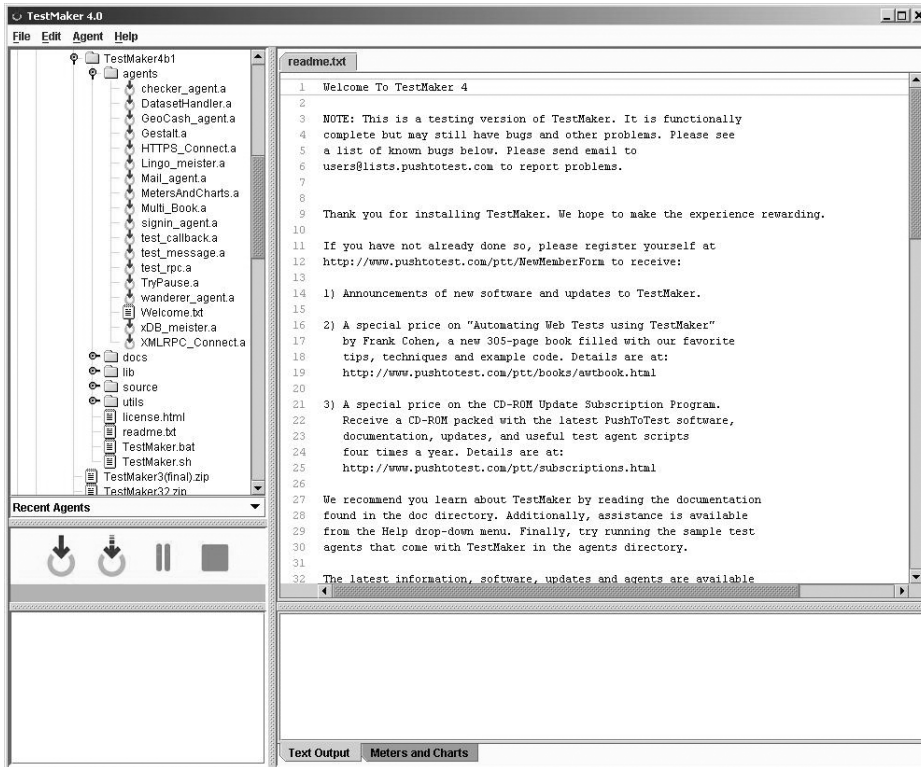 TestMaker 4.0
File Edit Agent Help
TestMaker4b1
agents
checker_agent.a
DatasetHandler.a
GeoCash_agent.a
Gestalt.a
HTTPS_Connect.a
Lingo_meister.a
Mail_agent.a
MetersAndCharts.a
Multi_Book.a
signin_agent.a
test_callback.a
test_message.a
test_rpc.a
TryPause.a
wanderer_agent.a
Welcome.txt
xDB_meister.a
XMLRPC_Connect.a
docs
lib
source
utils
license.html
readme.txt
TestMaker.bat
TestMaker.sh
TestMaker3(final).zip
TestMaker32.zip
Recent Agents
readme.txt
1 Welcome To TestMaker 4
2
3 NOTE: This is a testing version of TestMaker. It is functionally
4 complete but may still have bugs and other problems. Please see
5 a list of known bugs below. Please send email to
6 users@lists.pushtotest.com to report problems.
7
8
9 Thank you for installing TestMaker. We hope to make the experience rewarding.
10
11 If you have not already done so, please register yourself at
12 http://www.pushtotest.com/ptt/NewMemberForm to receive:
13
14 1) Announcements of new software and updates to TestMaker.
15
16 2) A special price on "Automating Web Tests using TestMaker"
17 by Frank Cohen, a new 305-page book filled with our favorite
18 tips, techniques and example code. Details are at:
19 http://www.pushtotest.com/ptt/books/awtbook.html
20
21 3) A special price on the CD-ROM Update Subscription Program.
22 Receive a CD-ROM packed with the latest PushToTest software,
23 documentation, updates, and useful test agent scripts
24 four times a year. Details are at:
25 http://www.pushtotest.com/ptt/subscriptions.html
26
27 We recommend you learn about TestMaker by reading the documentation
28 found in the doc directory. Additionally, assistance is available
29 from the Help drop-down menu. Finally, try running the sample test
30 agents that come with TestMaker in the agents directory.
31
32 The latest information, software, updates and agents are available
Text Output Meters and Charts